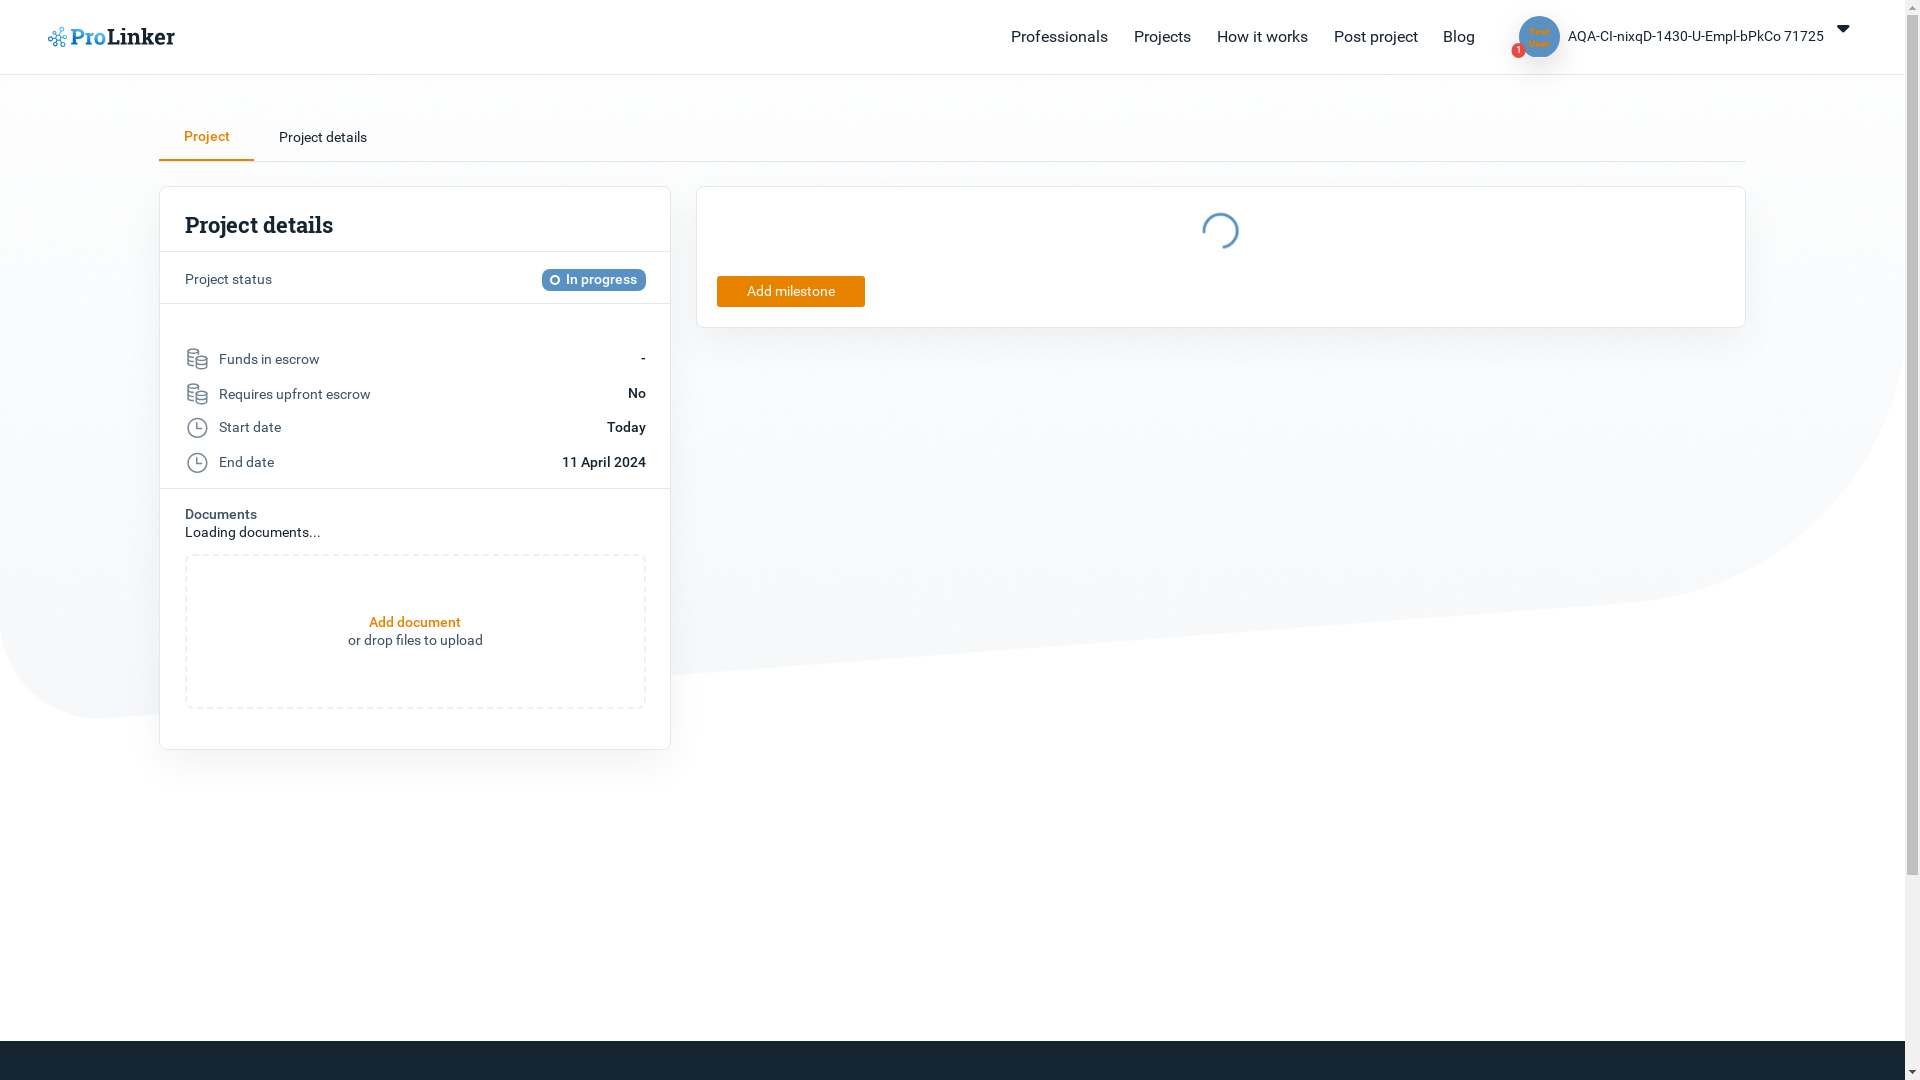 ProLinker
Professionals
Projects
How it works
Post project
Blog
Test
User
1
AQA-CI-nixqD-1430-U-Empl-bPkCo 71725
Project
Project details
Project details
Project status
In progress
Funds in escrow
-
Requires upfront escrow
No
Start date
Today
End date
11 April 2024
Documents
Loading documents...
Add document
or drop files to upload
Add milestone